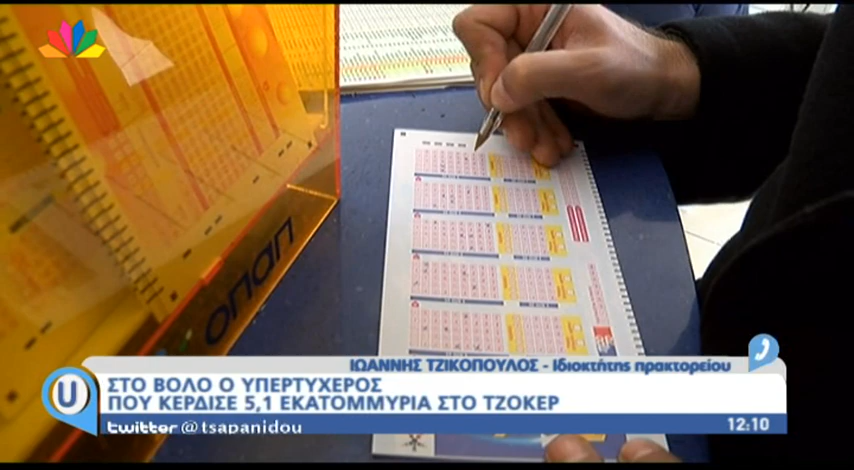 οπαπ
ΙΩΑΝΝΗΣ ΤΖΙΚΟΠΟΥΛΟΣ - Ιδιοκτήτης πρακτορείου
U
ΣΤΟ ΒΟΛΟ Ο ΥΠΕΡΤΥΧΕΡΟΣ
ΠΟΥ ΚΕΡΔΙΣΕ 5,1 ΕΚΑΤΟΜΜΥΡΙΑ ΣΤΟ ΤΖΟΚΕΡ
twitter @tsapanidou
12:10